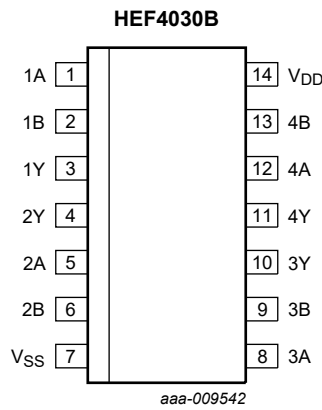 HEF4030B
1A 1 14 VDD
1B 2 13 4B
1Y 3 12 4A
2Y 4 11 4Y
2A 5 10 3Y
2B 6 9 3B
VSS 7 8 3A
aaa-009542